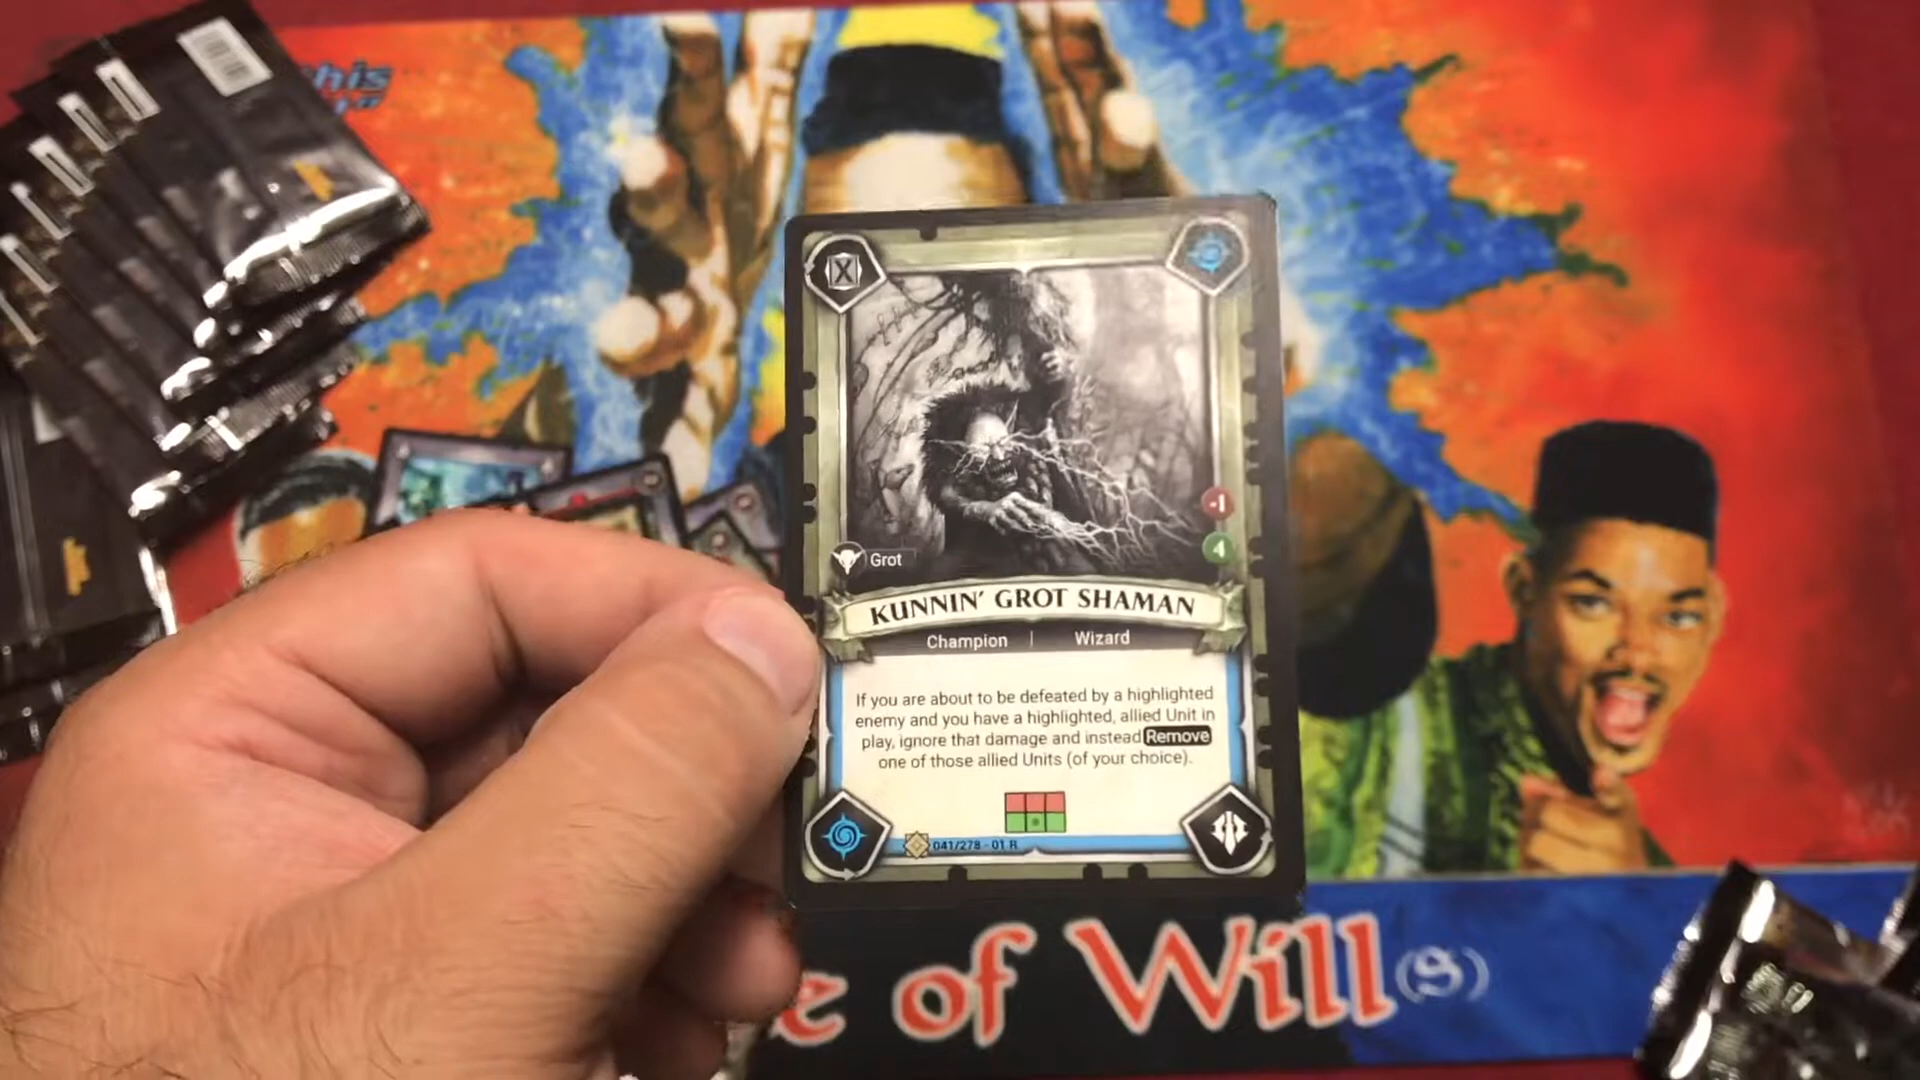 his
X
-1
4
Grot
KUNNIN' GROT SHAMAN
Champion | Wizard
If you are about to be defeated by a highlighted
enemy and you have a highlighted, allied Unit in
play, ignore that damage and instead Remove
one of those allied Units (of your choice).
041/278 - 01 R
e of Will(s)